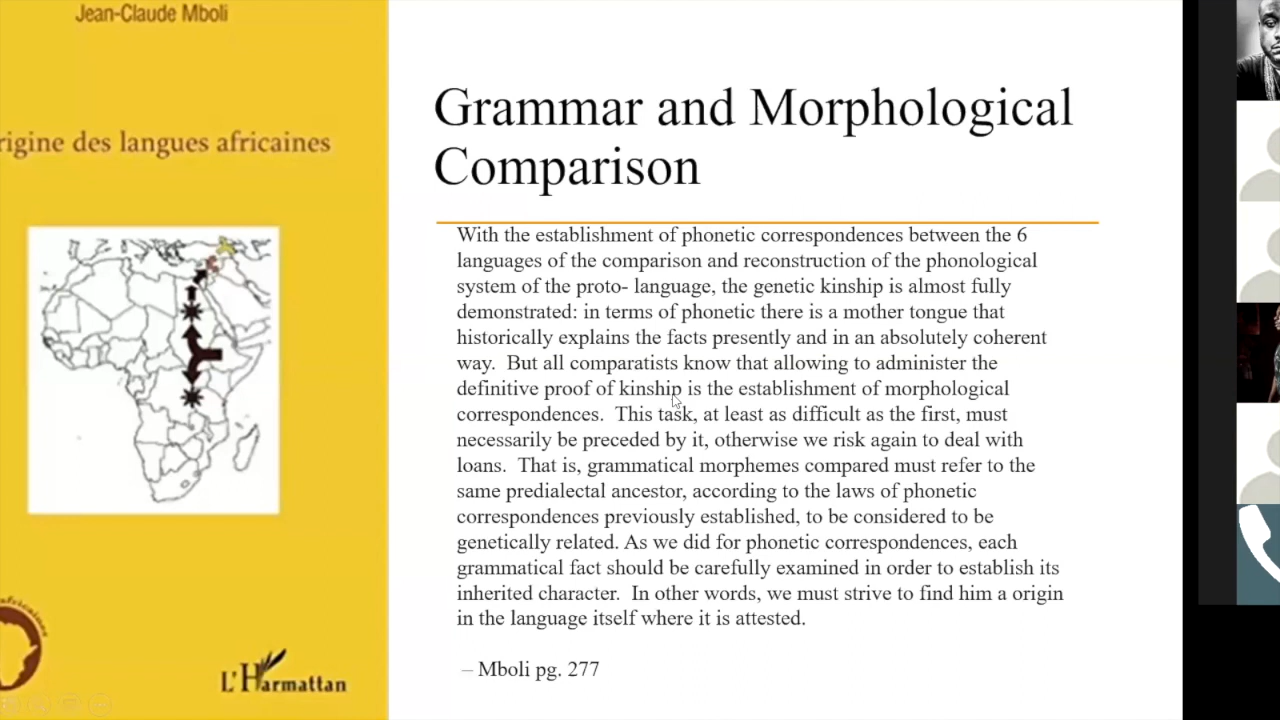 Jean-Claude Mboli
rigine des langues africaines
L'Harmattan
Grammar and Morphological
Comparison
With the establishment of phonetic correspondences between the 6
languages of the comparison and reconstruction of the phonological
system of the proto- language, the genetic kinship is almost fully
demonstrated: in terms of phonetic there is a mother tongue that
historically explains the facts presently and in an absolutely coherent
way.  But all comparatists know that allowing to administer the
definitive proof of kinship is the establishment of morphological
correspondences.  This task, at least as difficult as the first, must
necessarily be preceded by it, otherwise we risk again to deal with
loans.  That is, grammatical morphemes compared must refer to the
same predialectal ancestor, according to the laws of phonetic
correspondences previously established, to be considered to be
genetically related. As we did for phonetic correspondences, each
grammatical fact should be carefully examined in order to establish its
inherited character.  In other words, we must strive to find him a origin
in the language itself where it is attested.
– Mboli pg. 277